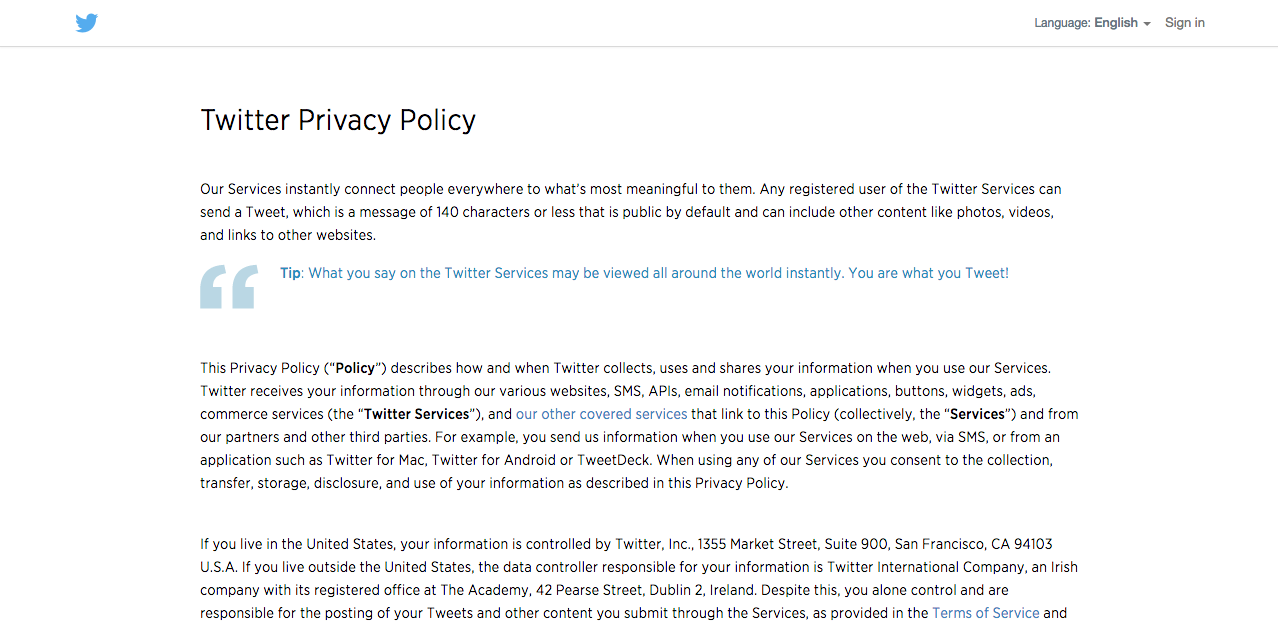 Language: English Sign in
Twitter Privacy Policy
Our Services instantly connect people everywhere to what's most meaningful to them. Any registered user of the Twitter Services can
send a Tweet, which is a message of 140 characters or less that is public by default and can include other content like photos, videos,
and links to other websites.
Tip: What you say on the Twitter Services may be viewed all around the world instantly. You are what you Tweet!
This Privacy Policy (“Policy”) describes how and when Twitter collects, uses and shares your information when you use our Services.
Twitter receives your information through our various websites, SMS, APIs, email notifications, applications, buttons, widgets, ads,
commerce services (the “Twitter Services”), and our other covered services that link to this Policy (collectively, the “Services”) and from
our partners and other third parties. For example, you send us information when you use our Services on the web, via SMS, or from an
application such as Twitter for Mac, Twitter for Android or TweetDeck. When using any of our Services you consent to the collection,
transfer, storage, disclosure, and use of your information as described in this Privacy Policy.
If you live in the United States, your information is controlled by Twitter, Inc., 1355 Market Street, Suite 900, San Francisco, CA 94103
U.S.A. If you live outside the United States, the data controller responsible for your information is Twitter International Company, an Irish
company with its registered office at The Academy, 42 Pearse Street, Dublin 2, Ireland. Despite this, you alone control and are
responsible for the posting of your Tweets and other content you submit through the Services, as provided in the Terms of Service and